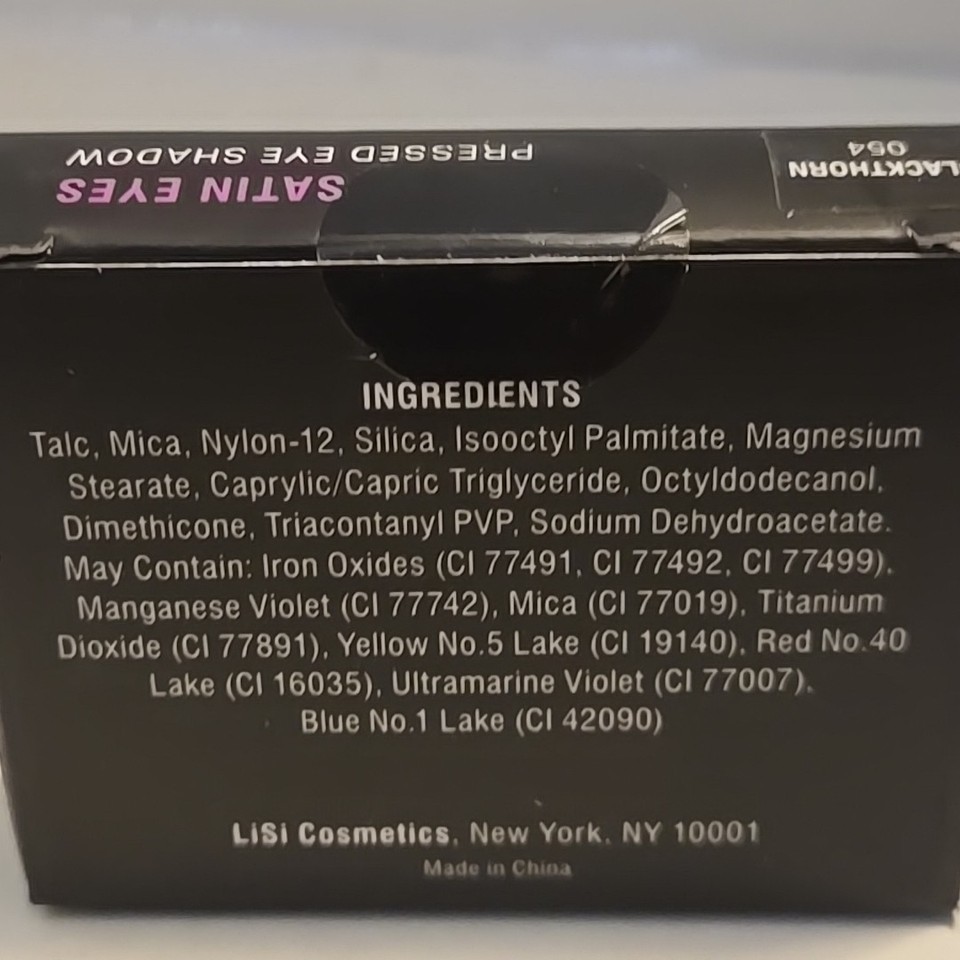 SATIN EYES
PRESSED EYE SHADOW
LACKTHORN
054
INGREDIENTS
Talc, Mica, Nylon-12, Silica, Isooctyl Palmitate, Magnesium
Stearate, Caprylic/Capric Triglyceride, Octyldodecanol,
Dimethicone, Triacontanyl PVP, Sodium Dehydroacetate.
May Contain: Iron Oxides (CI 77491, CI 77492, CI 77499),
Manganese Violet (CI 77742), Mica (CI 77019), Titanium
Dioxide (CI 77891), Yellow No.5 Lake (CI 19140), Red No.40
Lake (CI 16035), Ultramarine Violet (CI 77007),
Blue No.1 Lake (CI 42090)
LiSi Cosmetics, New York, NY 10001
Made in China